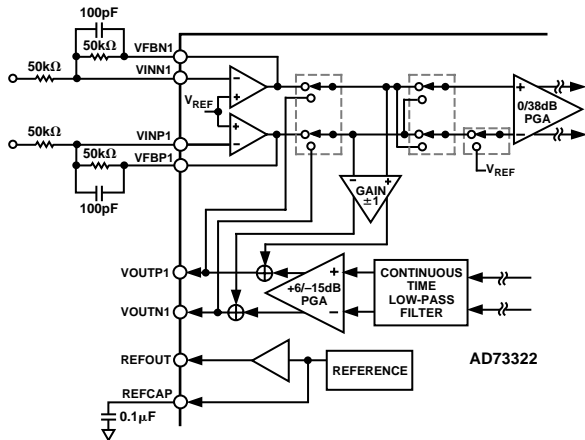 100pF
50kΩ
VFBN1
50kΩ
VINN1
VREF
50kΩ
VINP1
50kΩ
VFBP1
100pF
0/38dB
PGA
VREF
GAIN
±1
VOUTP1
+6/–15dB
PGA
CONTINUOUS
TIME
LOW-PASS
FILTER
VOUTN1
REFOUT
REFERENCE
AD73322
REFCAP
0.1µF